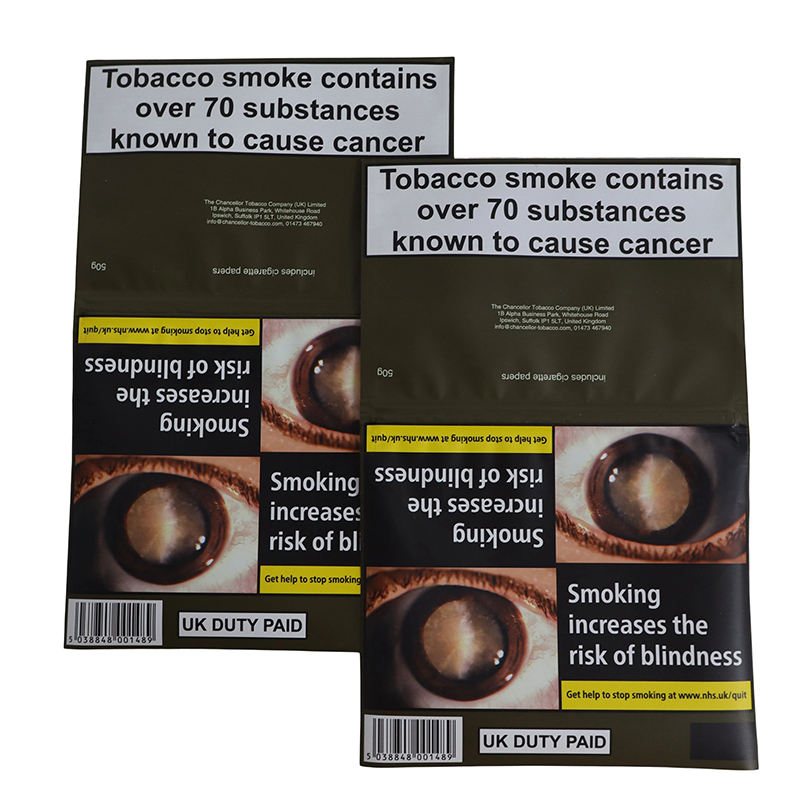 Tobacco smoke contains
over 70 substances
known to cause cancer
The Chancellor Tobacco Company (UK) Limited
1B Alpha Business Park, Whitehouse Road
Ipswich, Suffolk IP1 5LT, United Kingdom
info@chancellor-tobacco.com, 01473 467940
50g
includes cigarette papers
Get help to stop smoking at www.nhs.uk/quit
Smoking
increases the
risk of blindness
Smoking
increases
risk of bl
Get help to stop smoking
5 038848 001489
UK DUTY PAID
Tobacco smoke contains
over 70 substances
known to cause cancer
The Chancellor Tobacco Company (UK) Limited
1B Alpha Business Park, Whitehouse Road
Ipswich, Suffolk IP1 5LT, United Kingdom
info@chancellor-tobacco.com, 01473 467940
50g
includes cigarette papers
Get help to stop smoking at www.nhs.uk/quit
Smoking
increases the
risk of blindness
Smoking
increases the
risk of blindness
Get help to stop smoking at www.nhs.uk/quit
5 038848 001489
UK DUTY PAID